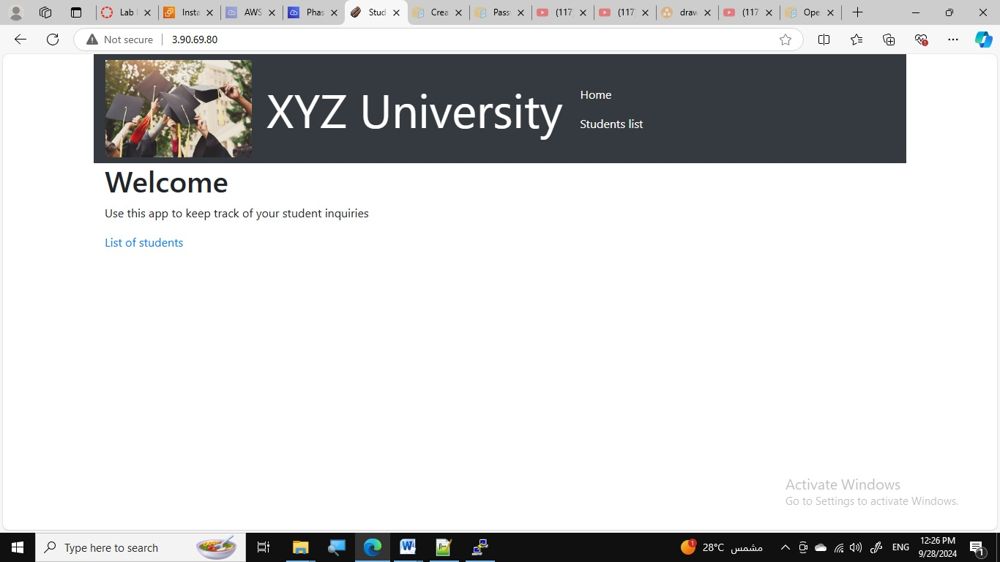 Lab
Insta
AWS
Phas
Stud
Crea
Pass
(117
(117
draw
(117
Ope
Not secure
3.90.69.80
XYZ University
Home
Students list
Welcome
Use this app to keep track of your student inquiries
List of students
Activate Windows
Go to Settings to activate Windows.
Type here to search
1
28°C مشمس
ENG
12:26 PM
9/28/2024
1